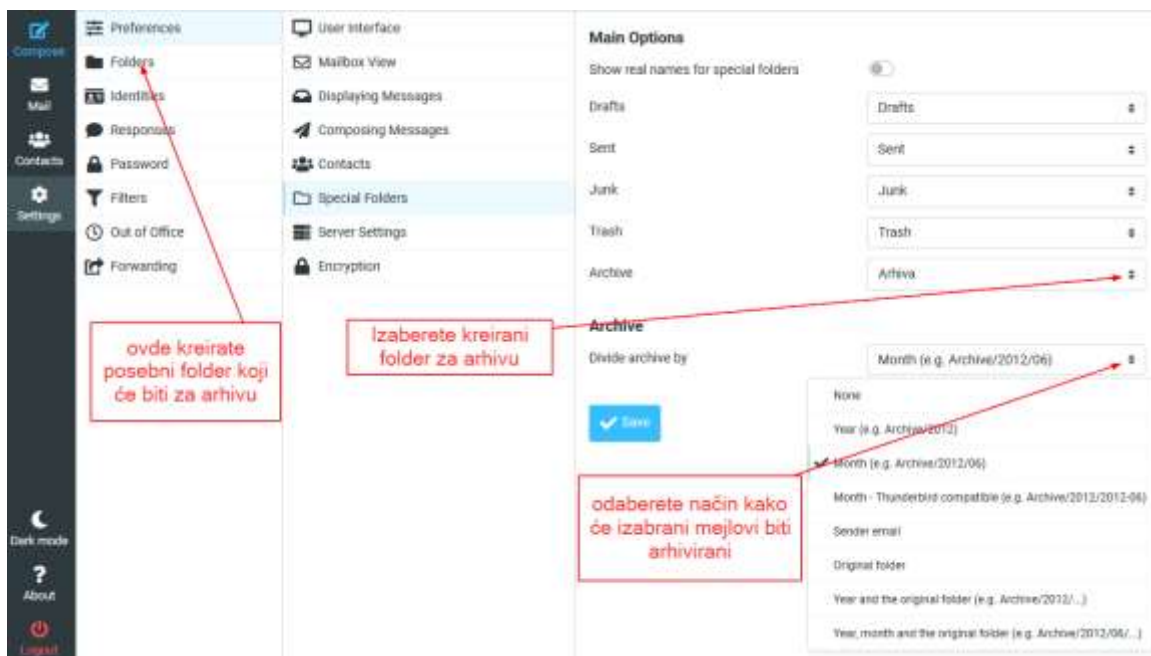 Compose
Mail
Contacts
Settings
Dark mode
?
About
Logout
Preferences
Folders
Identities
Responses
Password
Filters
Out of Office
Forwarding
User Interface
Mailbox View
Displaying Messages
Composing Messages
Contacts
Special Folders
Server Settings
Encryption
Main Options
Show real names for special folders
Drafts
Drafts
Sent
Sent
Junk
Junk
Trash
Trash
Archive
Arhiva
Archive
Divide archive by
Month (e.g. Archive/2012/06)
None
Year (e.g. Archive/2012)
Month (e.g. Archive/2012/06)
Month - Thunderbird compatible (e.g. Archive/2012/2012-06)
Sender email
Original folder
Year and the original folder (e.g. Archive/2012/...)
Year, month and the original folder (e.g. Archive/2012/06/...)
Save
ovde kreirate
posebni folder koji
će biti za arhivu
Izaberete kreirani
folder za arhivu
odaberete način kako
će izabrani mejlovi biti
arhivirani